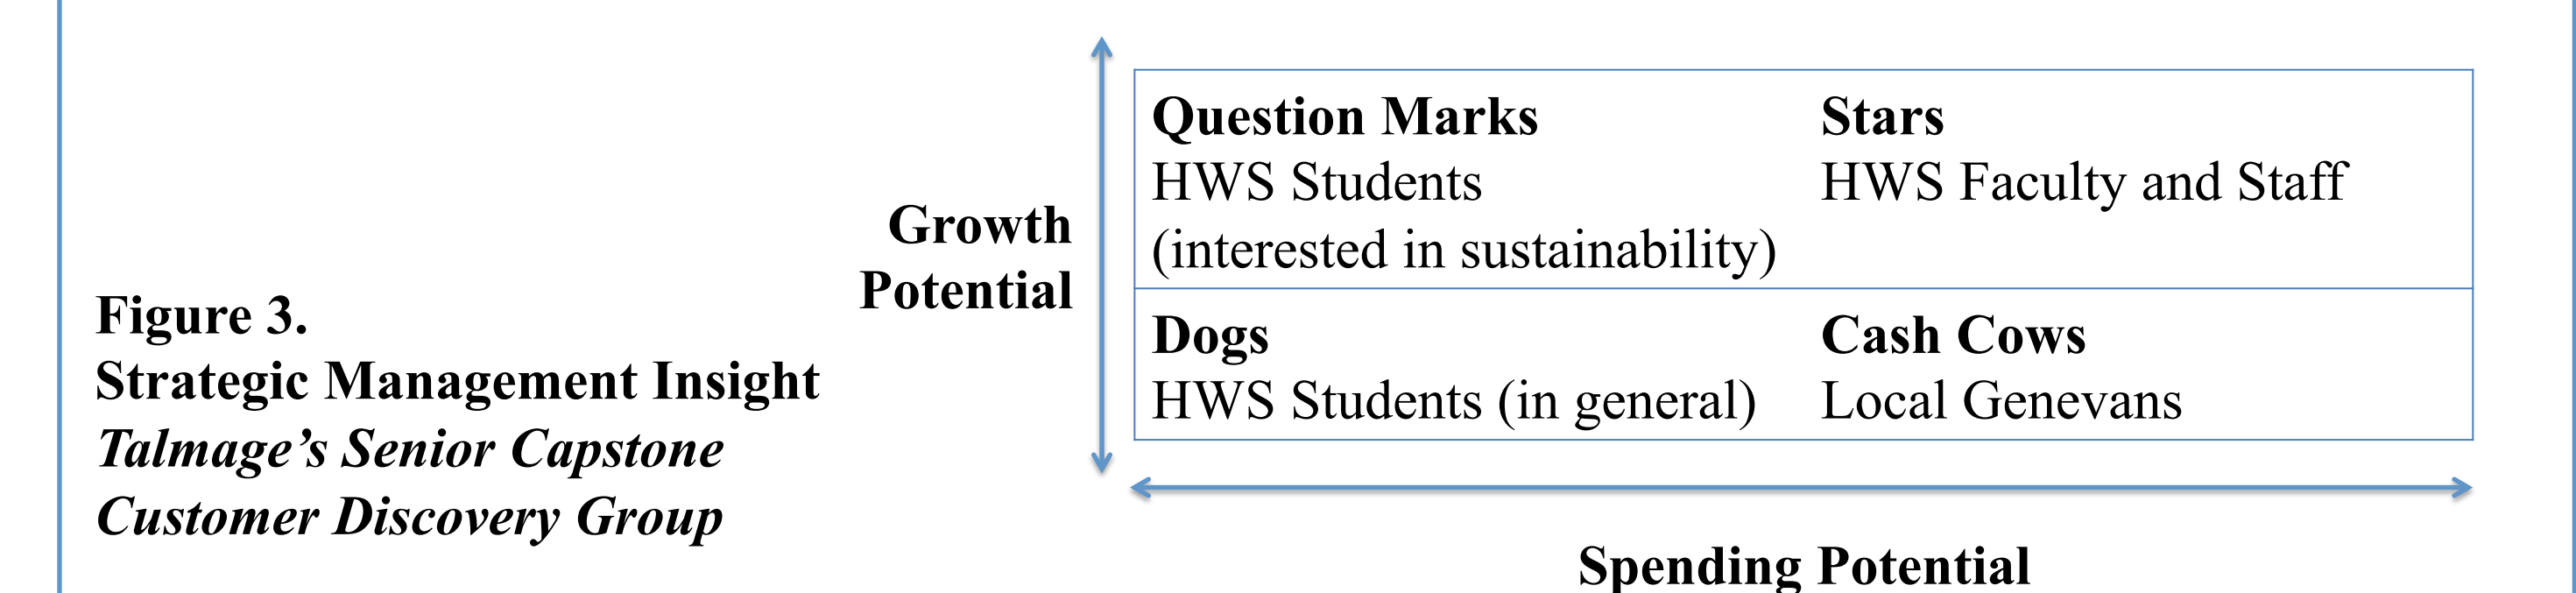 Growth
Potential
Question Marks
HWS Students
(interested in sustainability)
Stars
HWS Faculty and Staff
Dogs
HWS Students (in general)
Cash Cows
Local Genevans
Spending Potential
Figure 3.
Strategic Management Insight
Talmage’s Senior Capstone
Customer Discovery Group